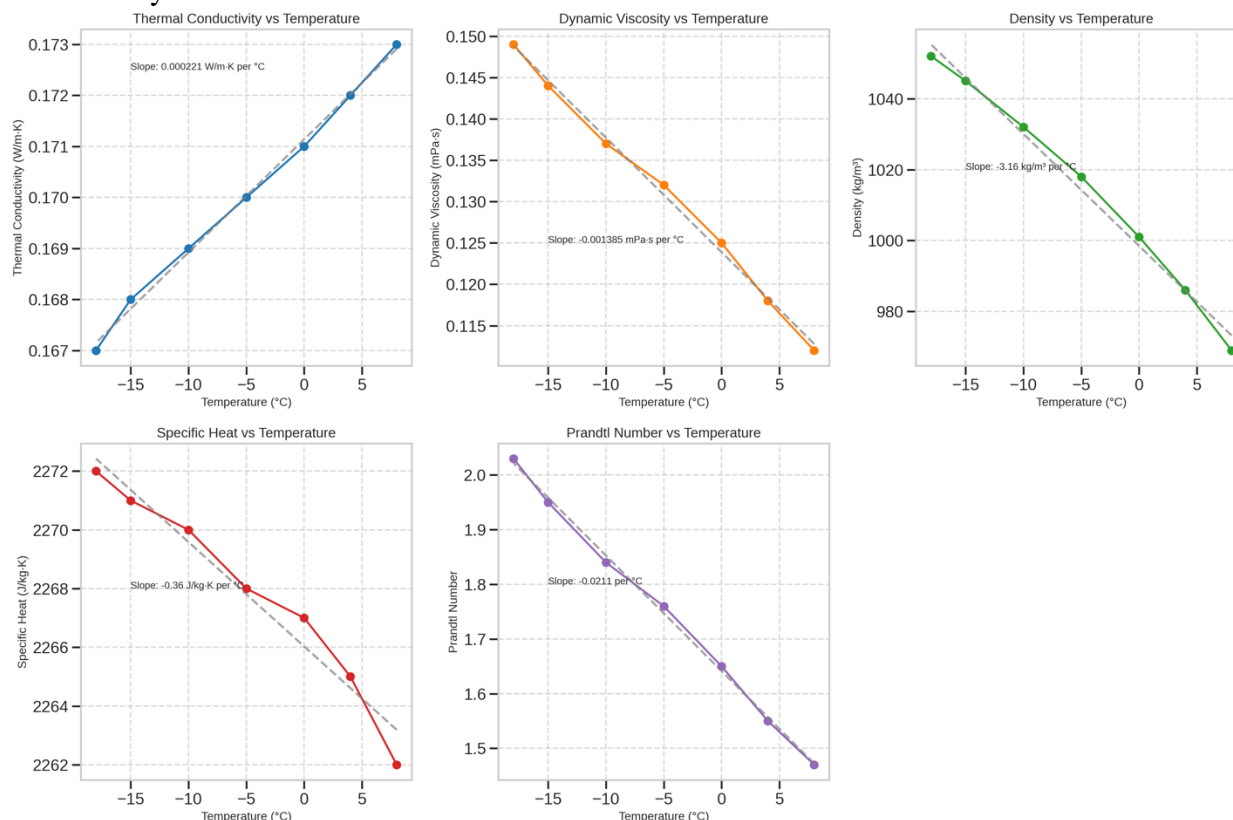 Thermal Conductivity vs Temperature
Thermal Conductivity (W/m·K)
0.173
0.172
0.171
0.170
0.169
0.168
0.167
Slope: 0.000221 W/m·K per °C
−15 −10 −5 0 5
Temperature (°C)
Dynamic Viscosity vs Temperature
Dynamic Viscosity (mPa·s)
0.150
0.145
0.140
0.135
0.130
0.125
0.120
0.115
Slope: -0.001385 mPa·s per °C
−15 −10 −5 0 5
Temperature (°C)
Density vs Temperature
Density (kg/m³)
1040
1020
1000
980
Slope: -3.16 kg/m³ per °C
−15 −10 −5 0 5
Temperature (°C)
Specific Heat vs Temperature
Specific Heat (J/kg·K)
2272
2270
2268
2266
2264
2262
Slope: -0.36 J/kg·K per °C
−15 −10 −5 0 5
Temperature (°C)
Prandtl Number vs Temperature
Prandtl Number
2.0
1.9
1.8
1.7
1.6
1.5
Slope: -0.0211 per °C
−15 −10 −5 0 5
Temperature (°C)